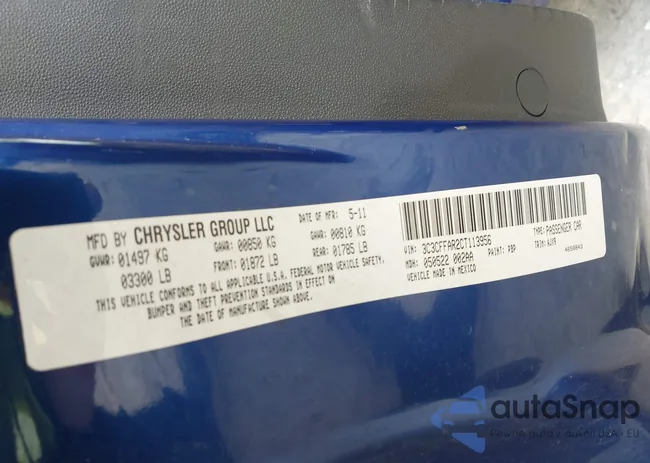 MFD BY CHRYSLER GROUP LLC DATE OF MFR: 5-11
GVWR: 01497 KG GAWR: 00850 KG GAWR: 00810 KG
03300 LB FRONT: 01872 LB REAR: 01785 LB
THIS VEHICLE CONFORMS TO ALL APPLICABLE U.S.A. FEDERAL MOTOR VEHICLE SAFETY,
BUMPER AND THEFT PREVENTION STANDARDS IN EFFECT ON
THE DATE OF MANUFACTURE SHOWN ABOVE.
VIN: 3C3CFFAR2CT113956 TYPE: PASSENGER CAR
MDH: 050522 002AA PAINT: PBP TRIM:
VEHICLE MADE IN MEXICO
autoSnap